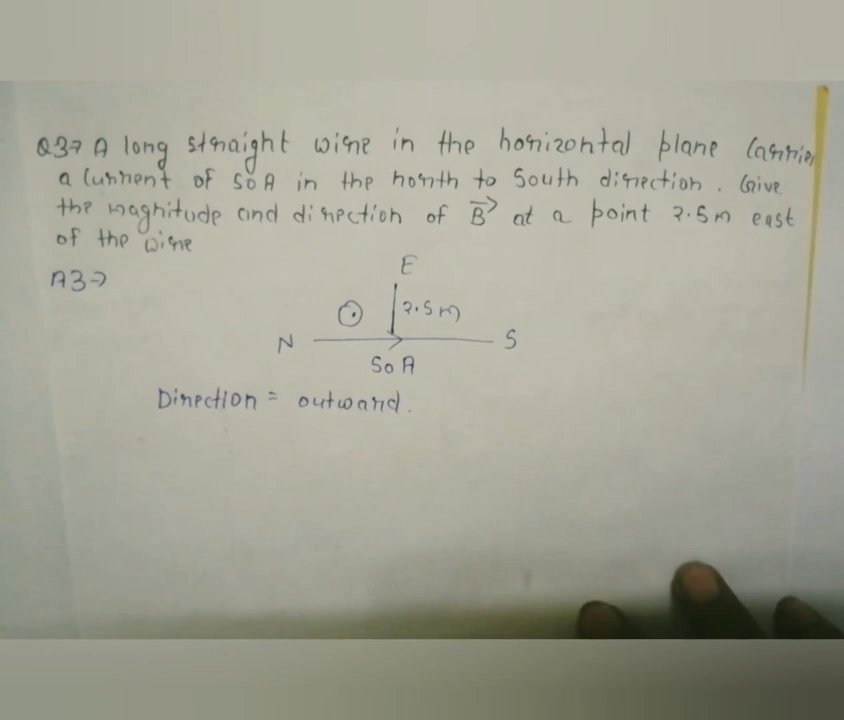 Q3→ A long straight wire in the horizontal plane carries
a current of 50 A in the north to south direction. Give
the magnitude and direction of B⃗ at a point 2.5m east
of the wire
A3→
E
⊙ 2.5m
N S
50 A
Direction = outward.